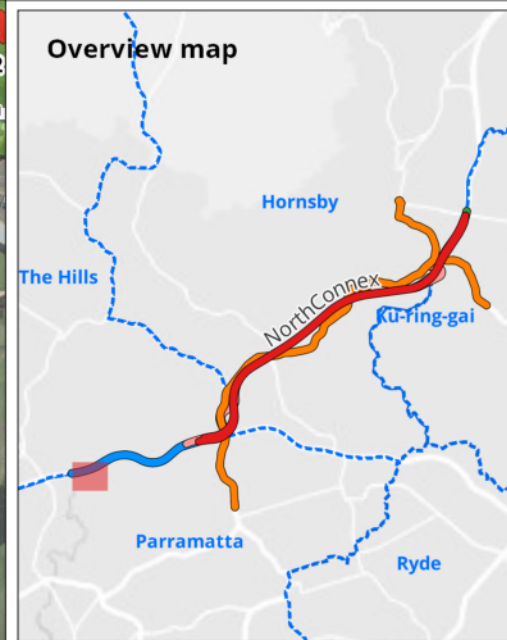 Overview map
Hornsby
The Hills
NorthConnex
Ku-ring-gai
Parramatta
Ryde